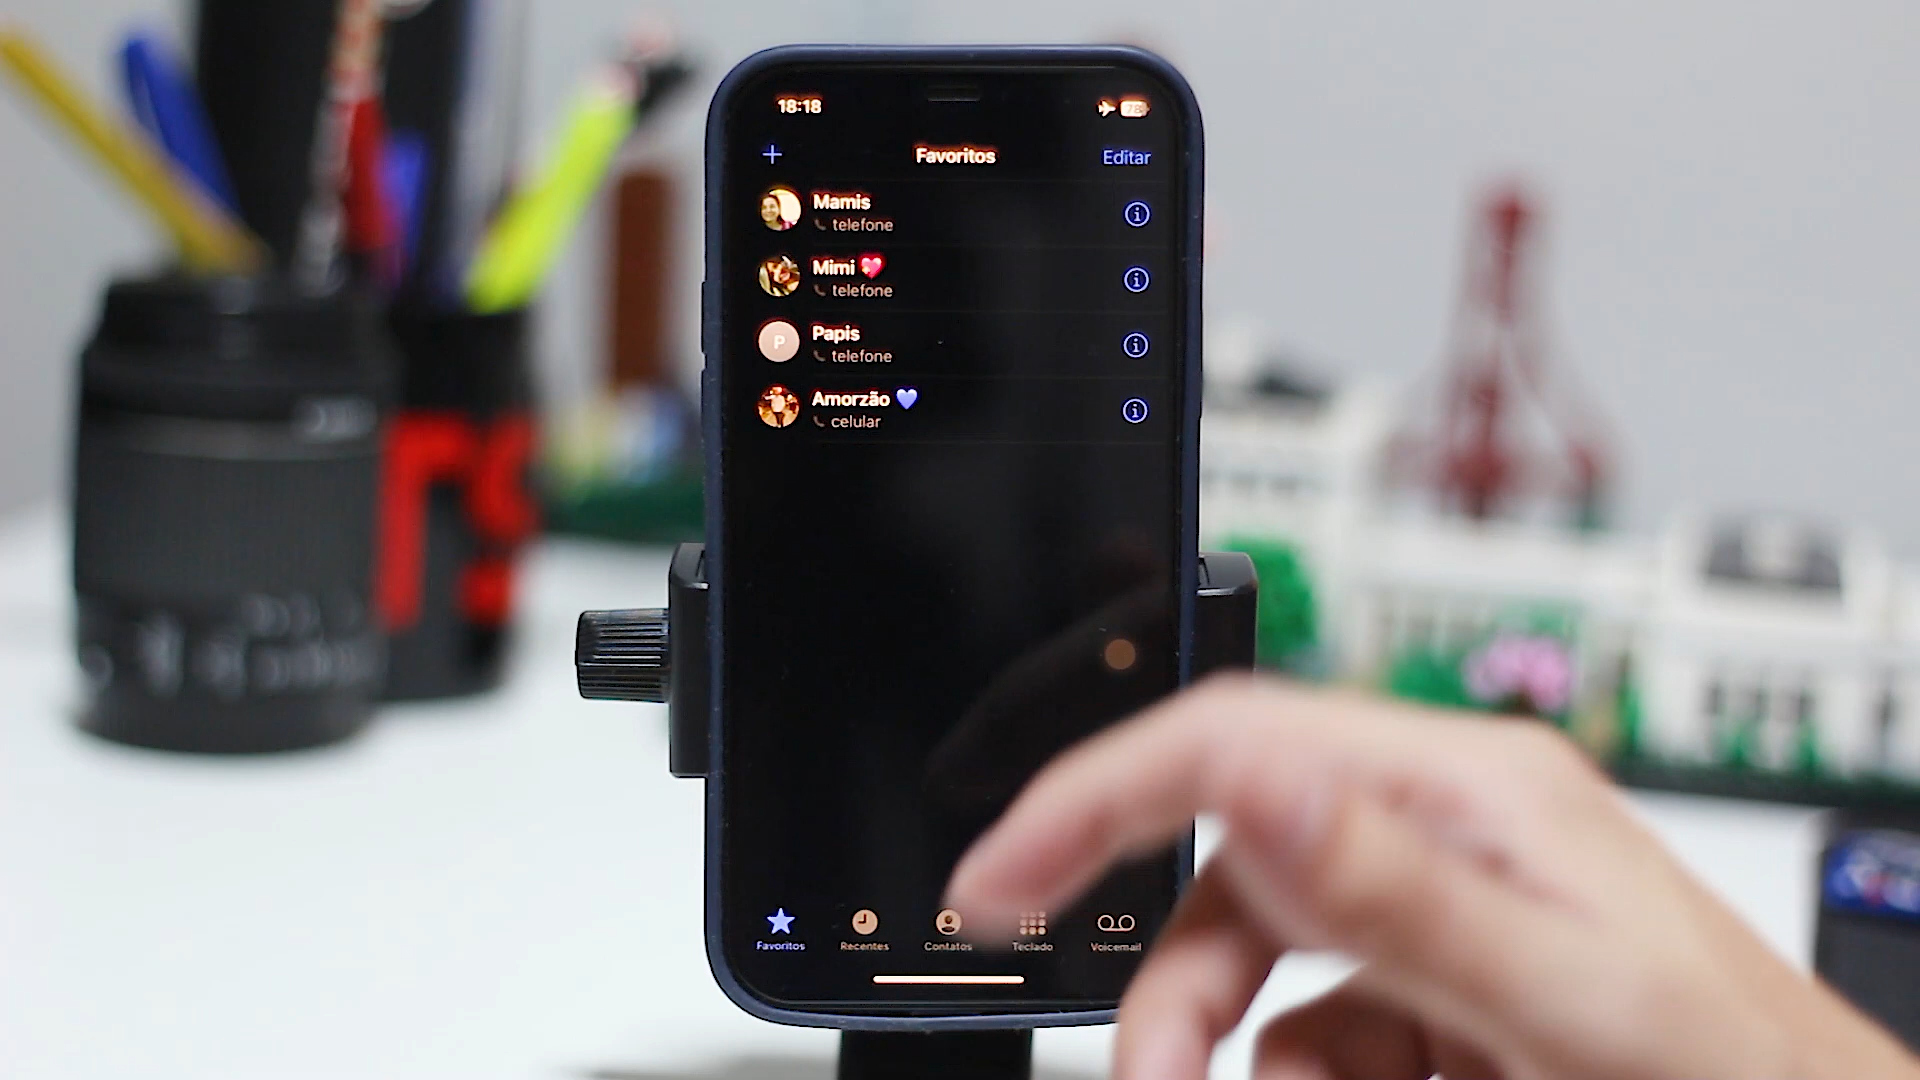 18:18
Favoritos
Editar
Mamis
telefone
Mimi 💖
telefone
P
Papis
telefone
Amorzão 💙
celular
Favoritos
Recentes
Contatos
Teclado
Voicemail